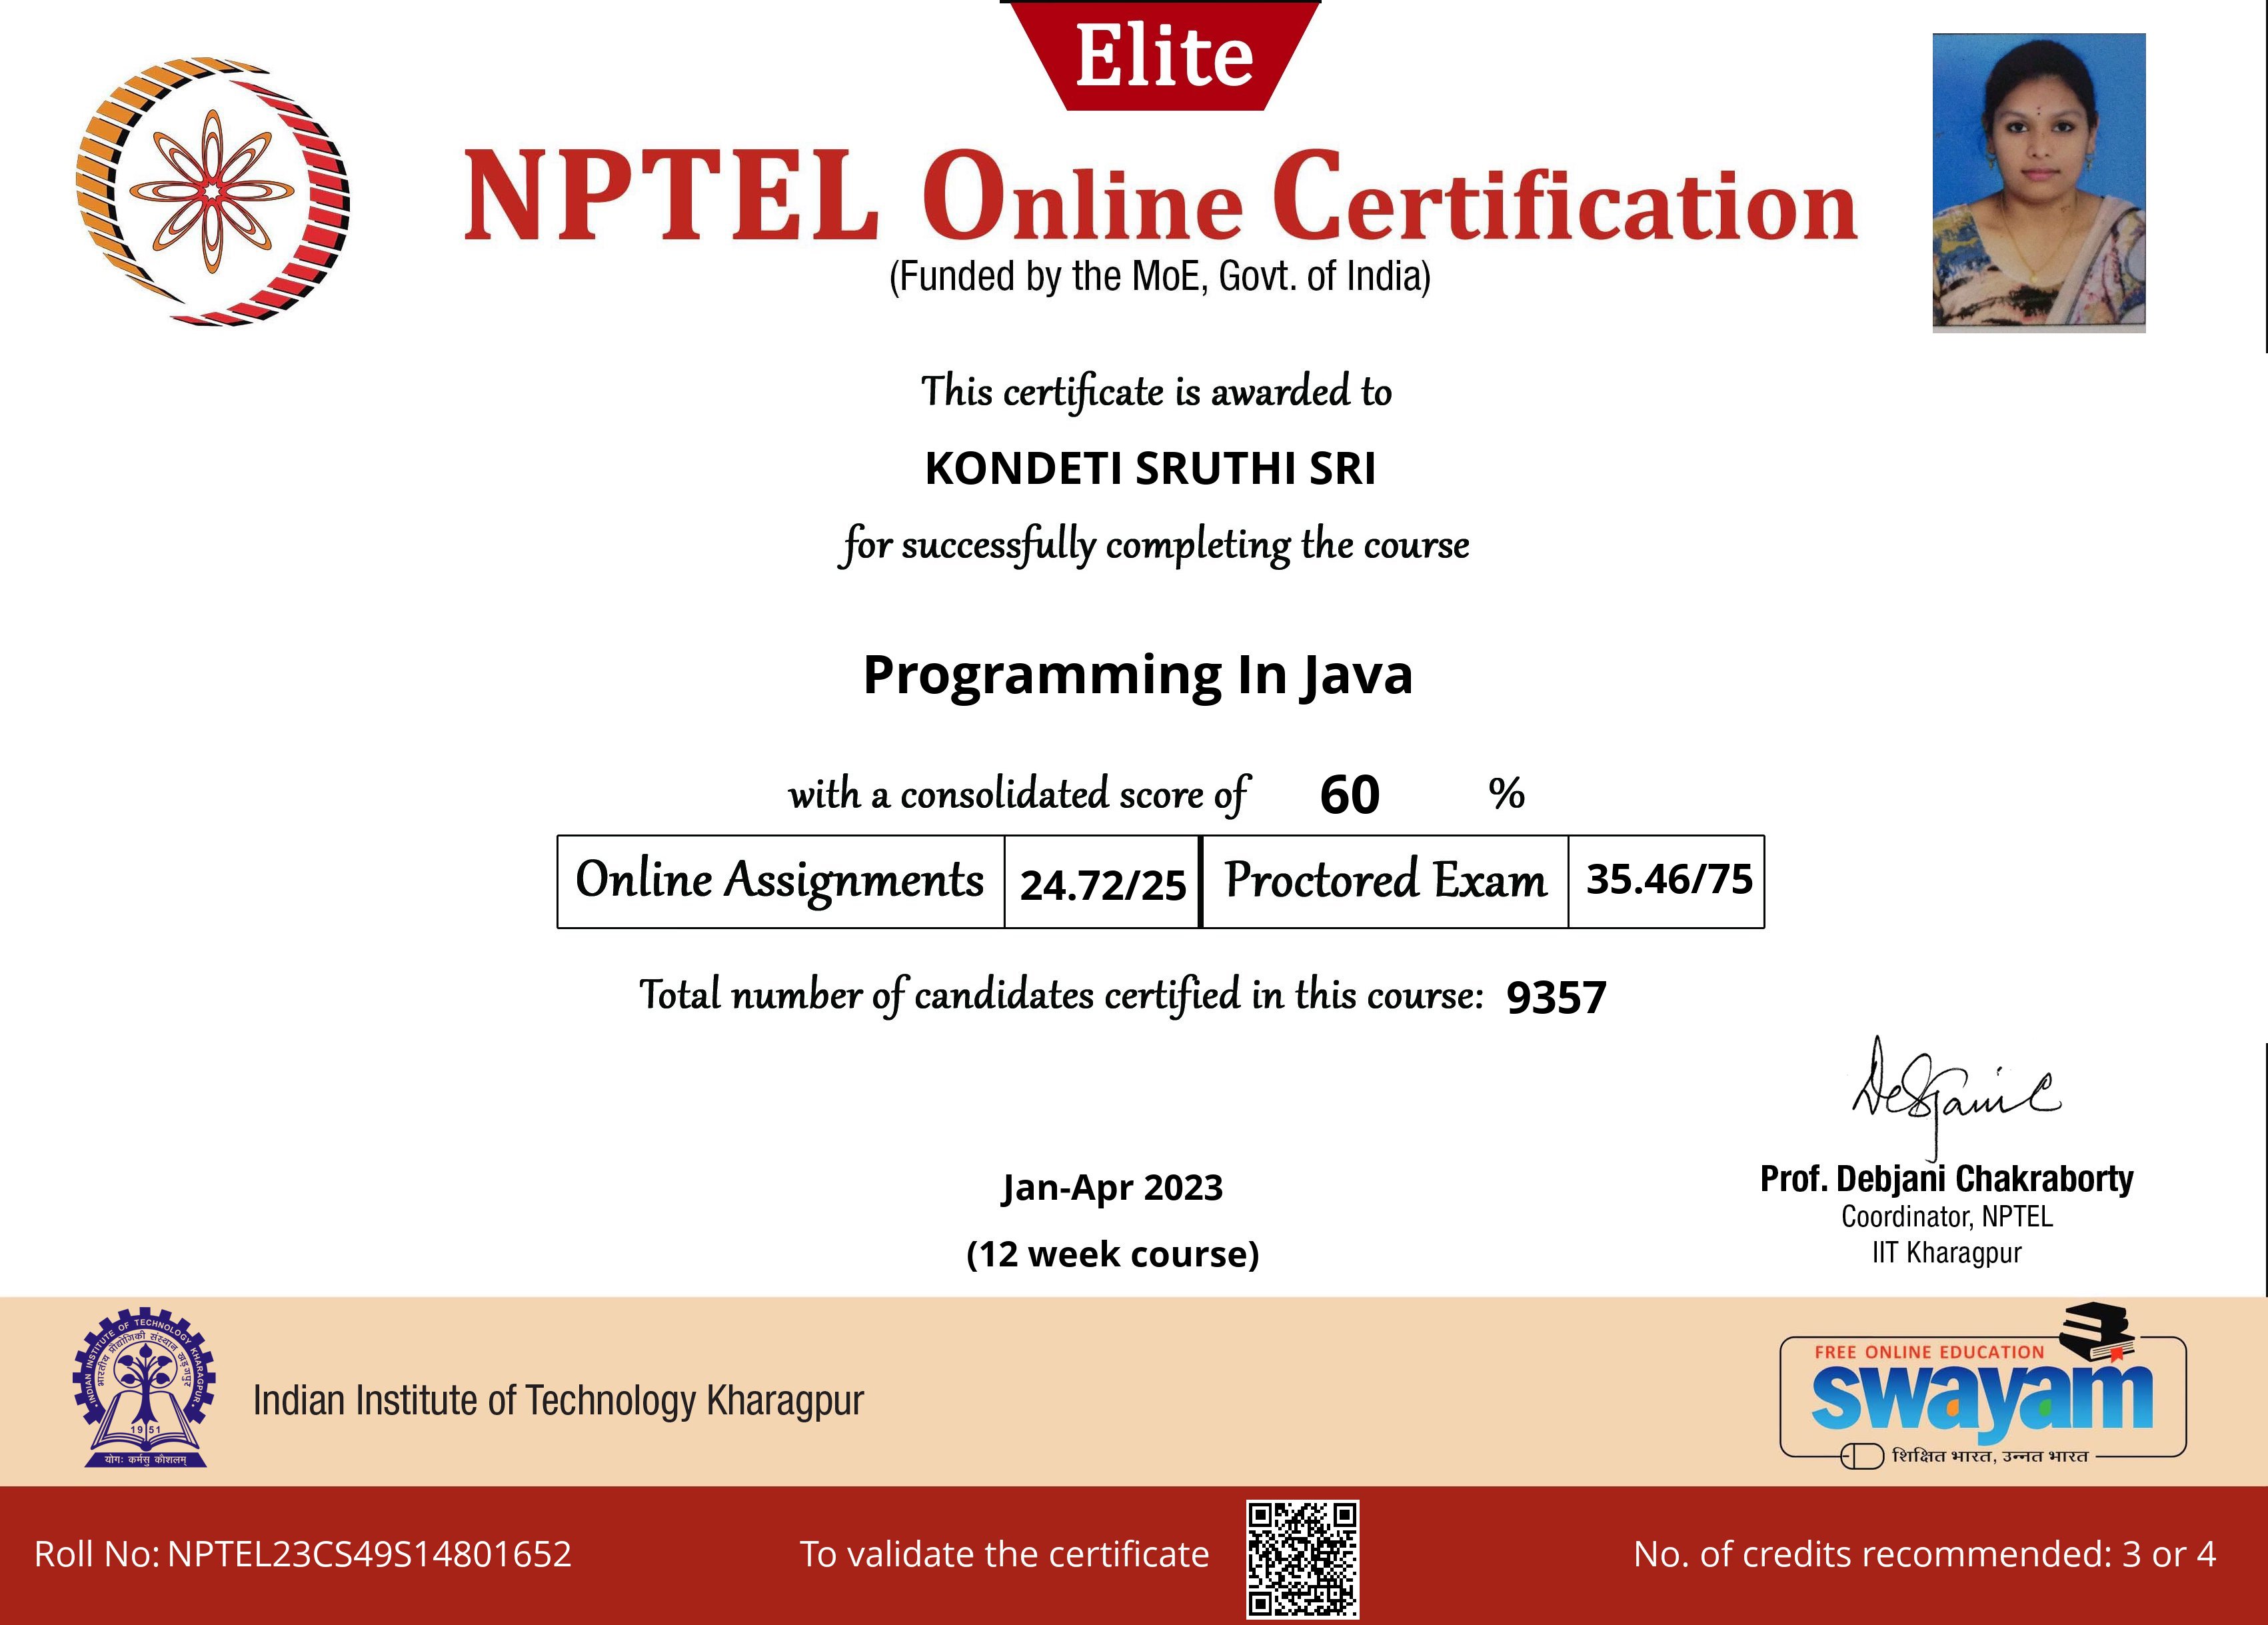 Elite
NPTEL Online Certification
(Funded by the MoE, Govt. of India)
This certificate is awarded to
KONDETI SRUTHI SRI
for successfully completing the course
Programming In Java
with a consolidated score of 60 %
Online Assignments 24.72/25 Proctored Exam 35.46/75
Total number of candidates certified in this course: 9357
Debjani C
Prof. Debjani Chakraborty
Coordinator, NPTEL
IIT Kharagpur
Jan-Apr 2023
(12 week course)
INDIAN INSTITUTE OF TECHNOLOGY KHARAGPUR
भारतीय प्रौद्योगिकी संस्थान खड़गपुर
1951
योगः कर्मसु कौशलम्
Indian Institute of Technology Kharagpur
FREE ONLINE EDUCATION
swayam
शिक्षित भारत, उन्नत भारत
Roll No: NPTEL23CS49S14801652
To validate the certificate
No. of credits recommended: 3 or 4